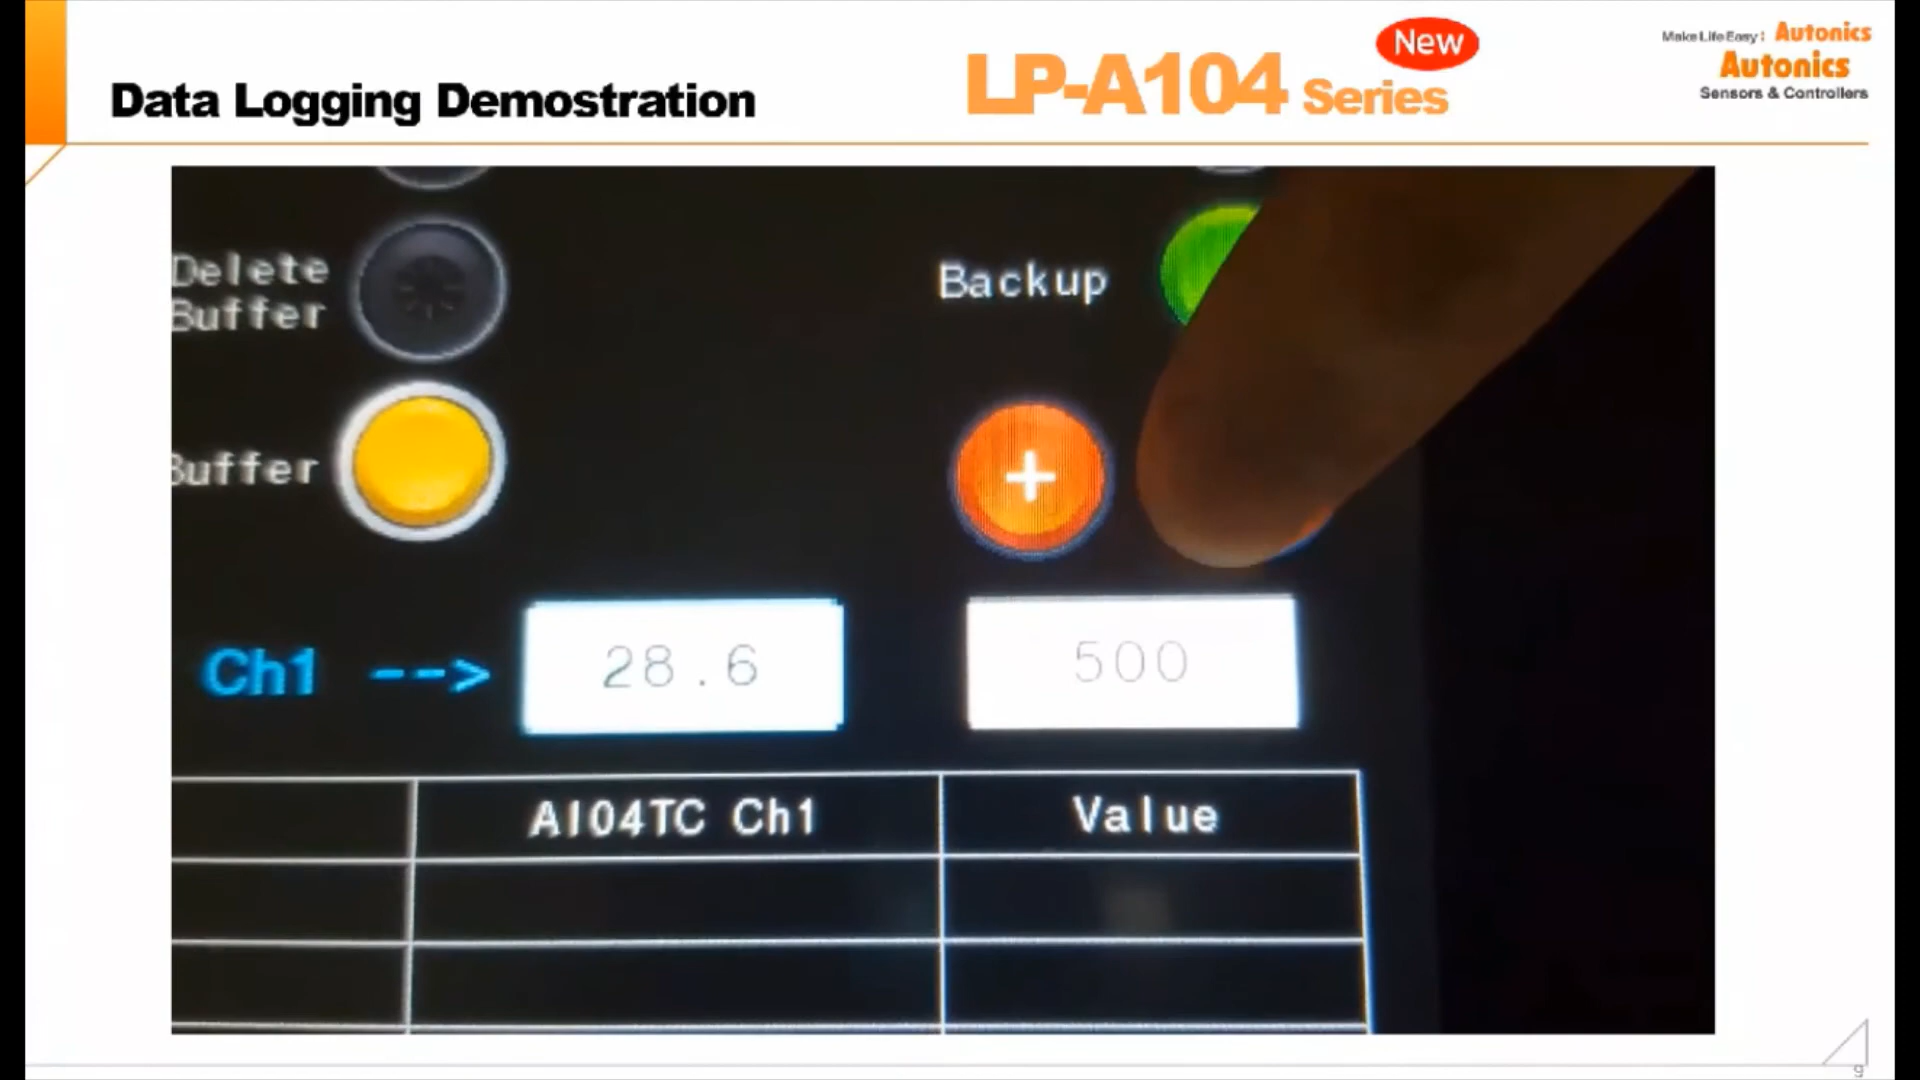 Data Logging Demostration
LP-A104 Series
New
Make Life Easy: Autonics
Autonics
Sensors & Controllers
Delete
Buffer
Backup
Buffer
+
Ch1 -->
28.6
500
AI04TC Ch1
Value
9